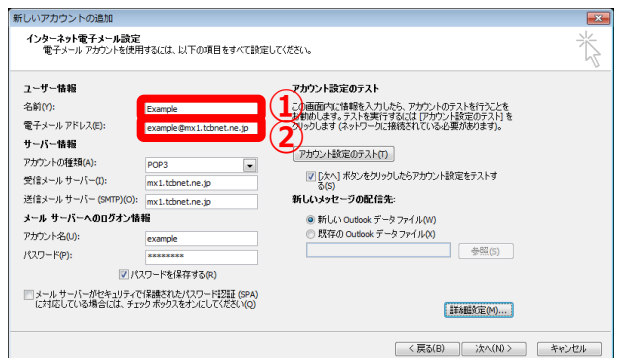 新しいアカウントの追加
インターネット電子メール設定
電子メール アカウントを使用するには、以下の項目をすべて設定してください。
ユーザー情報
名前(Y):
Example
電子メール アドレス(E):
example@mx1.tcbnet.ne.jp
サーバー情報
アカウントの種類(A):
POP3
受信メール サーバー(I):
mx1.tcbnet.ne.jp
送信メール サーバー (SMTP)(O):
mx1.tcbnet.ne.jp
メール サーバーへのログオン情報
アカウント名(U):
example
パスワード(P):
********
パスワードを保存する(R)
メール サーバーがセキュリティで保護されたパスワード認証 (SPA)
に対応している場合には、チェック ボックスをオンにしてください(Q)
①
②
アカウント設定のテスト
この画面内に情報を入力したら、アカウントのテストを行うことを
お勧めします。テストを実行するには [アカウント設定のテスト] を
クリックします (ネットワークに接続されている必要があります)。
アカウント設定のテスト(T)
[次へ] ボタンをクリックしたらアカウント設定をテストす
る(S)
新しいメッセージの配信先:
新しい Outlook データ ファイル(W)
既存の Outlook データ ファイル(X)
参照(S)
詳細設定(M)...
< 戻る(B)
次へ(N) >
キャンセル